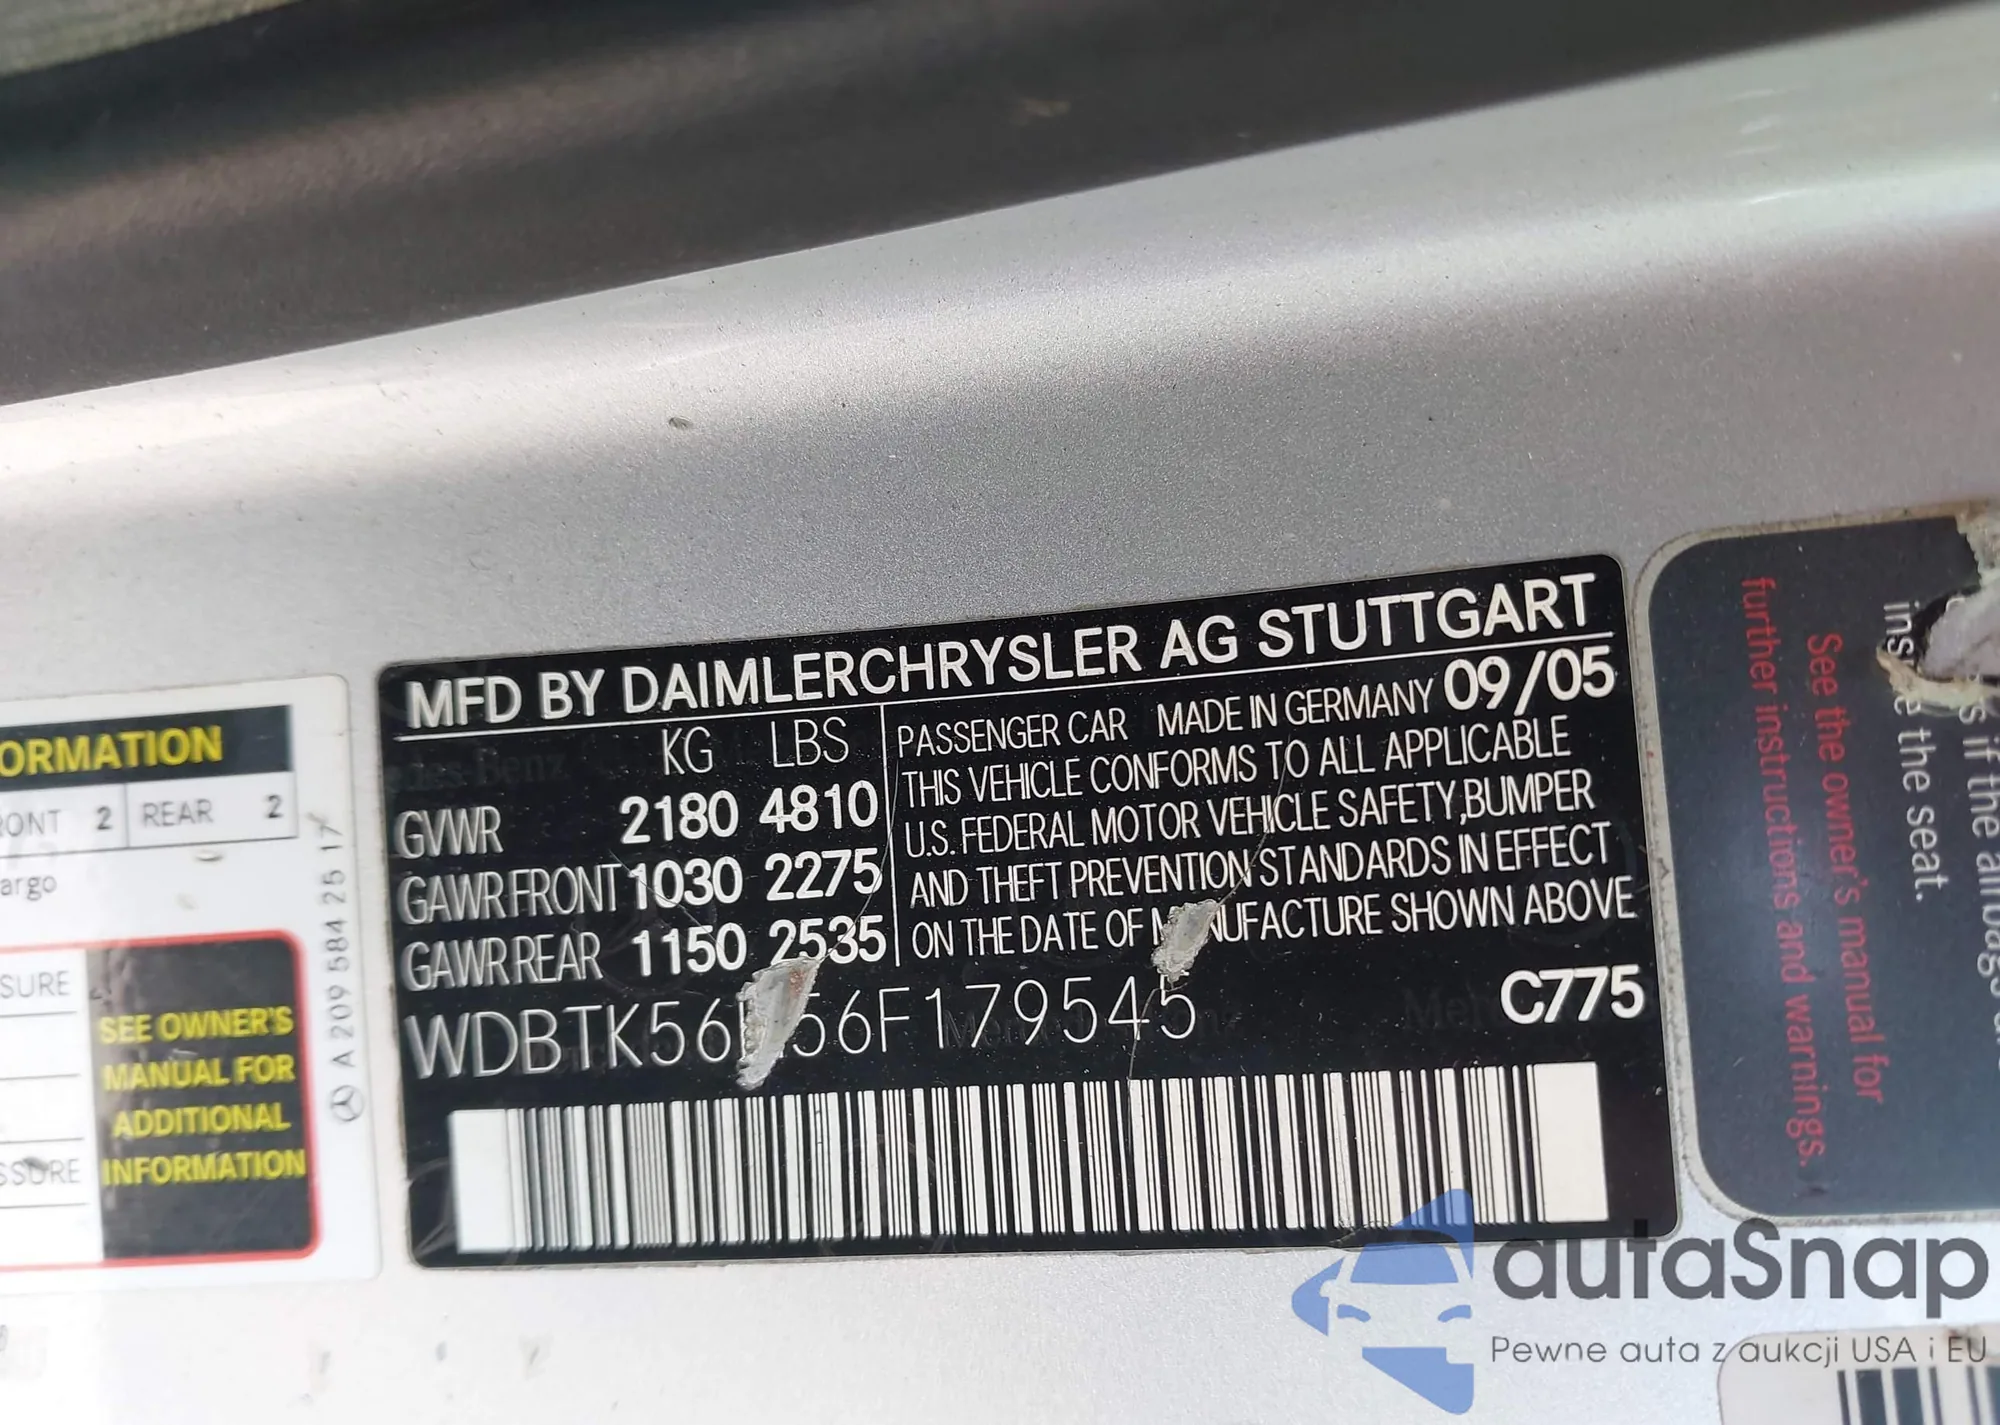 MFD BY DAIMLERCHRYSLER AG STUTTGART
KG LBS
GVWR 2180 4810
GAWR FRONT 1030 2275
GAWR REAR 1150 2535
PASSENGER CAR MADE IN GERMANY 09/05
THIS VEHICLE CONFORMS TO ALL APPLICABLE
U.S. FEDERAL MOTOR VEHICLE SAFETY, BUMPER
AND THEFT PREVENTION STANDARDS IN EFFECT
ON THE DATE OF MANUFACTURE SHOWN ABOVE
C775
ORMATION
RONT 2 REAR 2
argo
SURE
SSURE
SEE OWNER'S
MANUAL FOR
ADDITIONAL
INFORMATION
A 209 584 25 17
the seat.
See the owner's manual for
further instructions and warnings.
autaSnap
Pewne auta z aukcji USA i EU